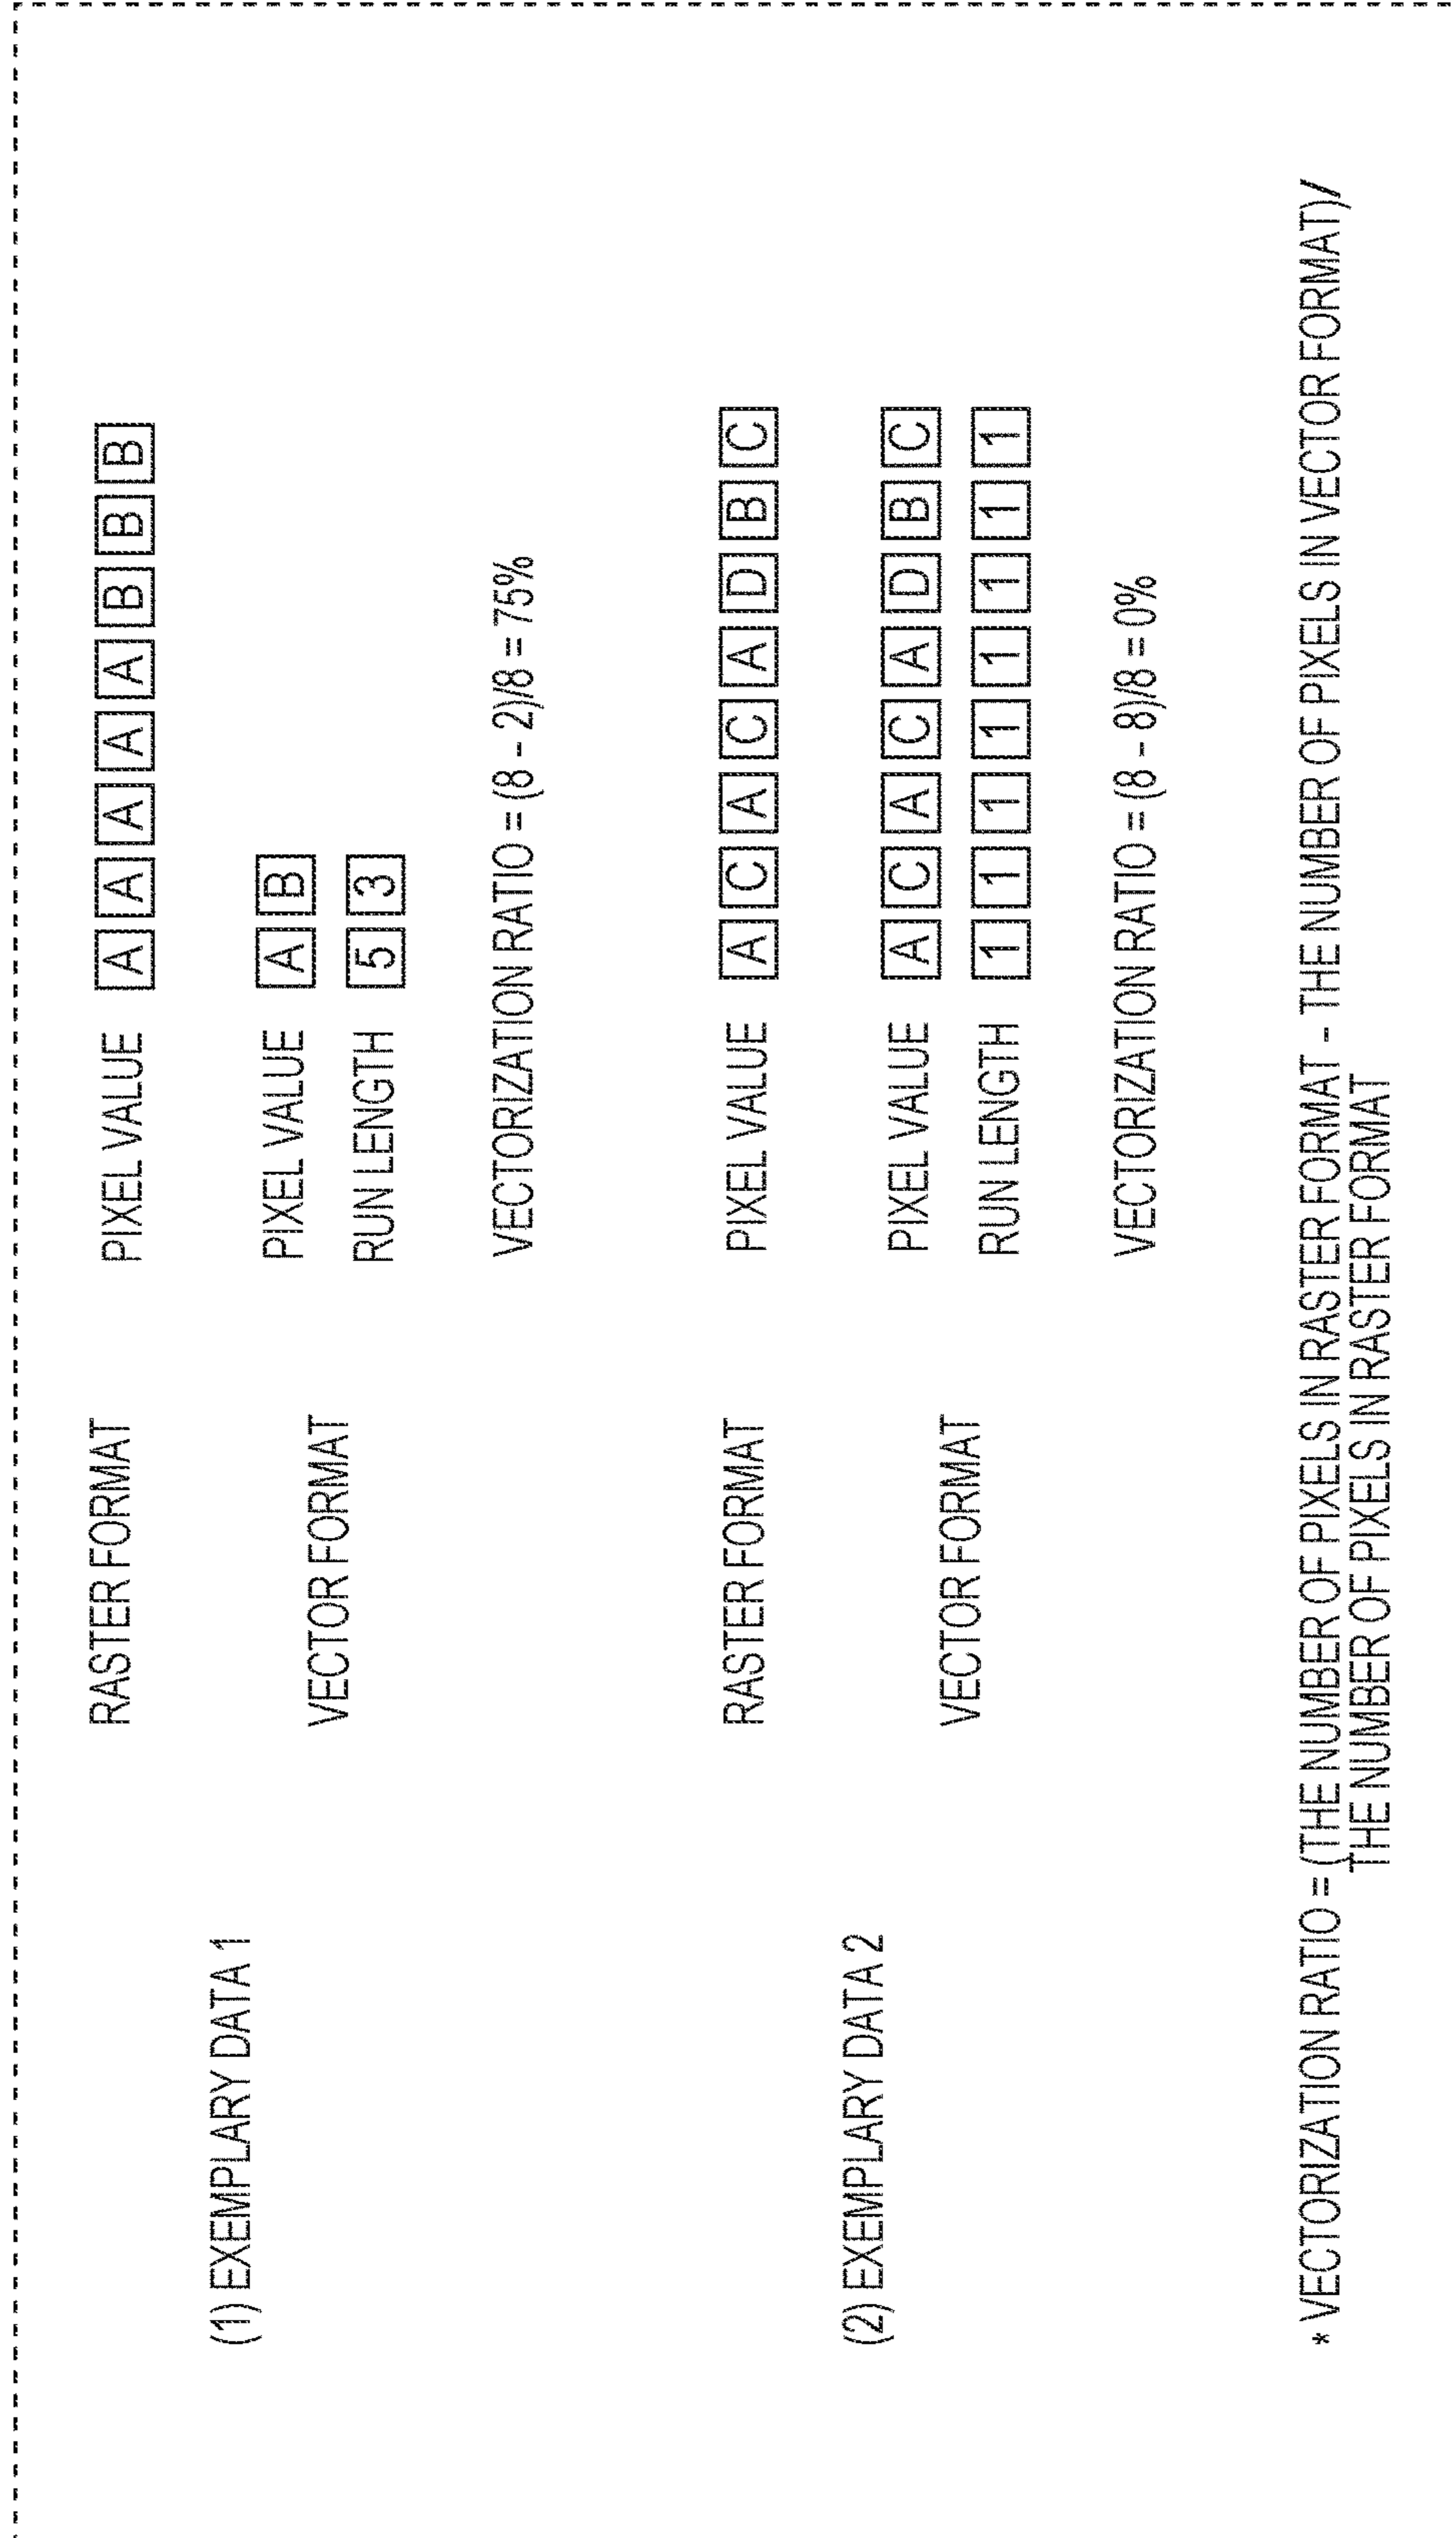 (1) EXEMPLARY DATA 1
RASTER FORMAT PIXEL VALUE A A A A A B B B
VECTOR FORMAT
PIXEL VALUE A B
RUN LENGTH 5 3
VECTORIZATION RATIO = (8 - 2)/8 = 75%
(2) EXEMPLARY DATA 2
RASTER FORMAT PIXEL VALUE A C A C A D B C
VECTOR FORMAT
PIXEL VALUE A C A C A D B C
RUN LENGTH 1 1 1 1 1 1 1 1
VECTORIZATION RATIO = (8 - 8)/8 = 0%
* VECTORIZATION RATIO = (THE NUMBER OF PIXELS IN RASTER FORMAT - THE NUMBER OF PIXELS IN VECTOR FORMAT)/
THE NUMBER OF PIXELS IN RASTER FORMAT